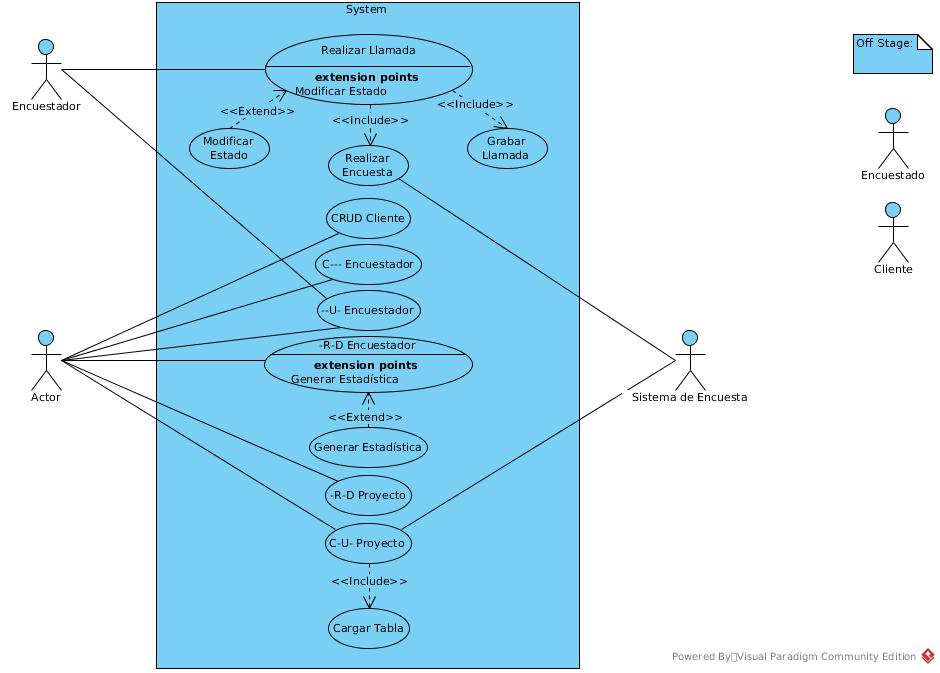 System
Off Stage:
Realizar Llamada
extension points
Modificar Estado
Encuestador
<<Extend>>
<<Include>>
<<Include>>
Modificar
Estado
Grabar
Llamada
Realizar
Encuesta
Encuestado
CRUD Cliente
C--- Encuestador
Cliente
--U- Encuestador
-R-D Encuestador
extension points
Generar Estadística
Actor
Sistema de Encuesta
<<Extend>>
Generar Estadística
-R-D Proyecto
C-U- Proyecto
<<Include>>
Cargar Tabla
Powered By Visual Paradigm Community Edition